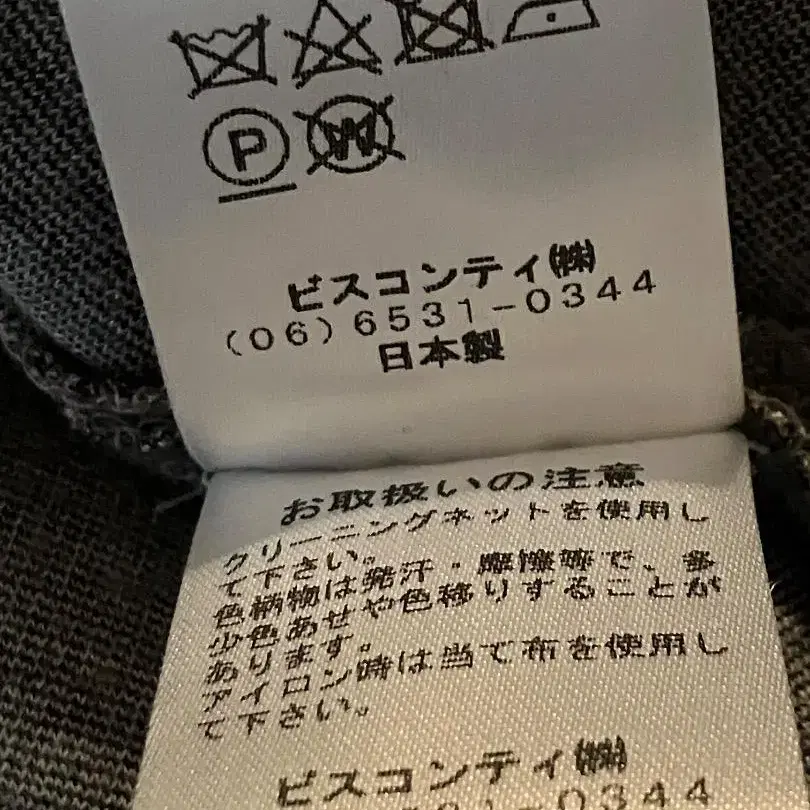 P
W
ビスコンティ㈱
(06)6531-0344
日本製
お取扱いの注意
クリーニングネットを使用し
て下さい。
色柄物は発汗・摩擦等で、多
少色あせや色移りすることが
あります。
アイロン時は当て布を使用し
て下さい。
ビスコンティ㈱